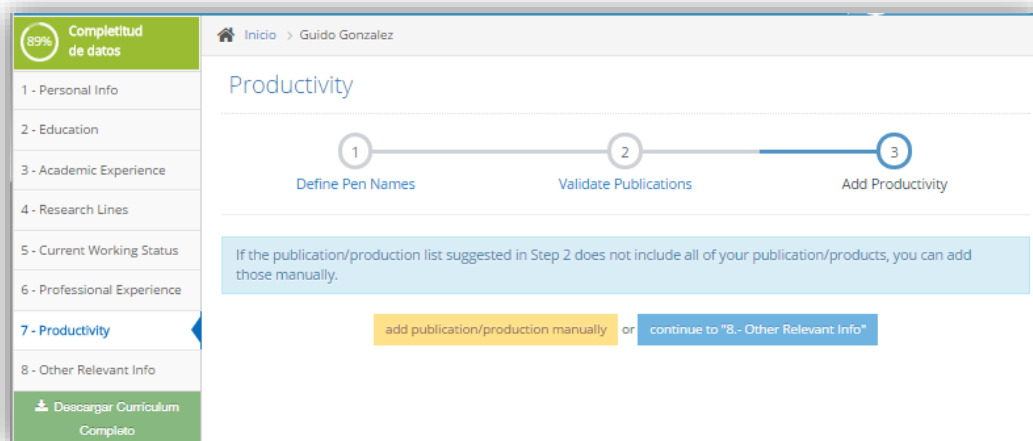 89%
Completitud
de datos
1 - Personal Info
2 - Education
3 - Academic Experience
4 - Research Lines
5 - Current Working Status
6 - Professional Experience
7 - Productivity
8 - Other Relevant Info
Descargar Currículum
Completo
Inicio > Guido Gonzalez
Productivity
1
2
3
Define Pen Names
Validate Publications
Add Productivity
If the publication/production list suggested in Step 2 does not include all of your publication/products, you can add
those manually.
add publication/production manually or continue to "8.- Other Relevant Info"